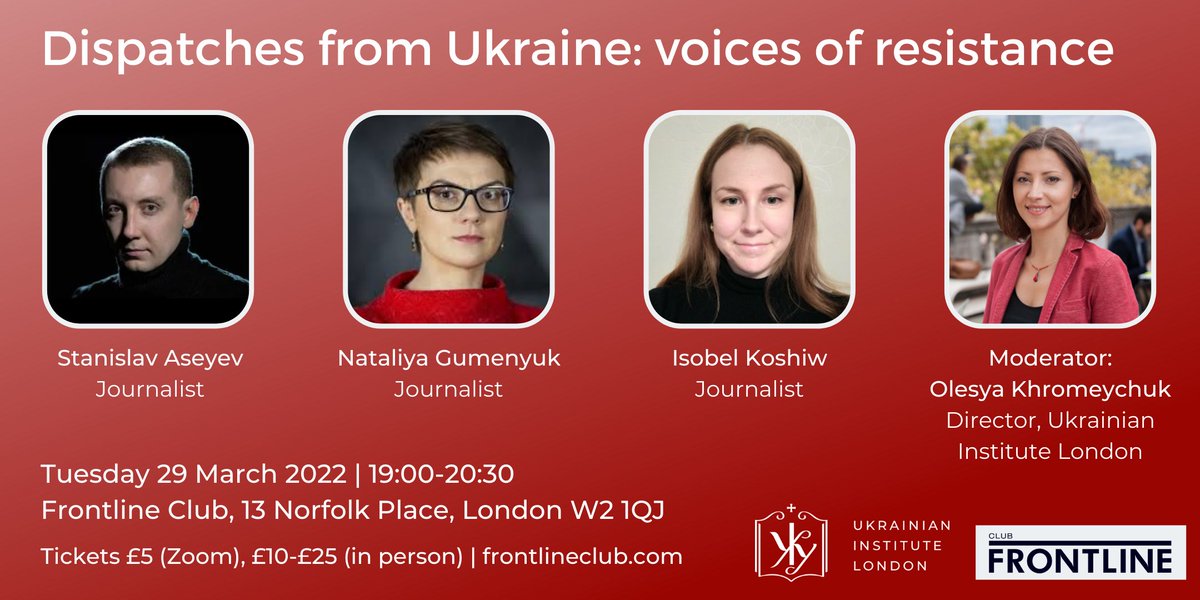 Dispatches from Ukraine: voices of resistance
Stanislav Aseyev
Journalist
Nataliya Gumenyuk
Journalist
Isobel Koshiw
Journalist
Moderator:
Olesya Khromeychuk
Director, Ukrainian
Institute London
Tuesday 29 March 2022 | 19:00-20:30
Frontline Club, 13 Norfolk Place, London W2 1QJ
Tickets £5 (Zoom), £10-£25 (in person) | frontlineclub.com
UKRAINIAN
INSTITUTE
LONDON
CLUB
FRONTLINE